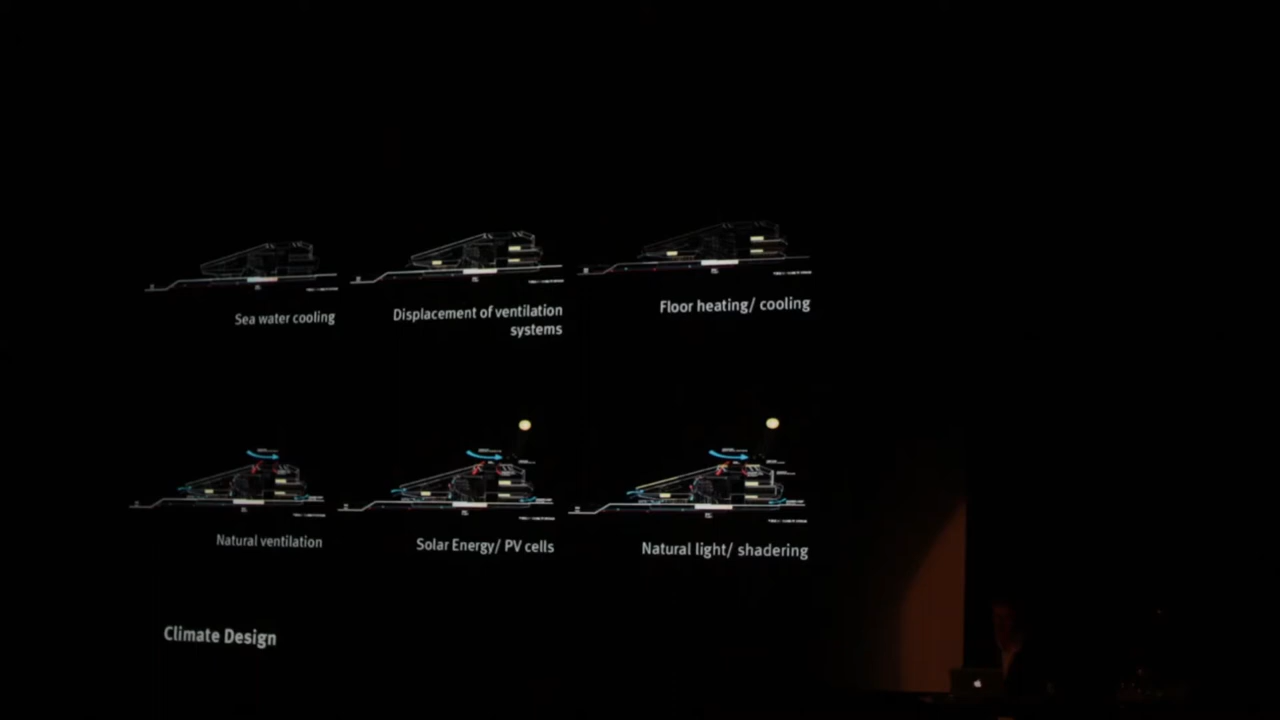 Sea water cooling
Displacement of ventilation
systems
Floor heating/ cooling
Natural ventilation
Solar Energy/ PV cells
Natural light/ shadering
Climate Design